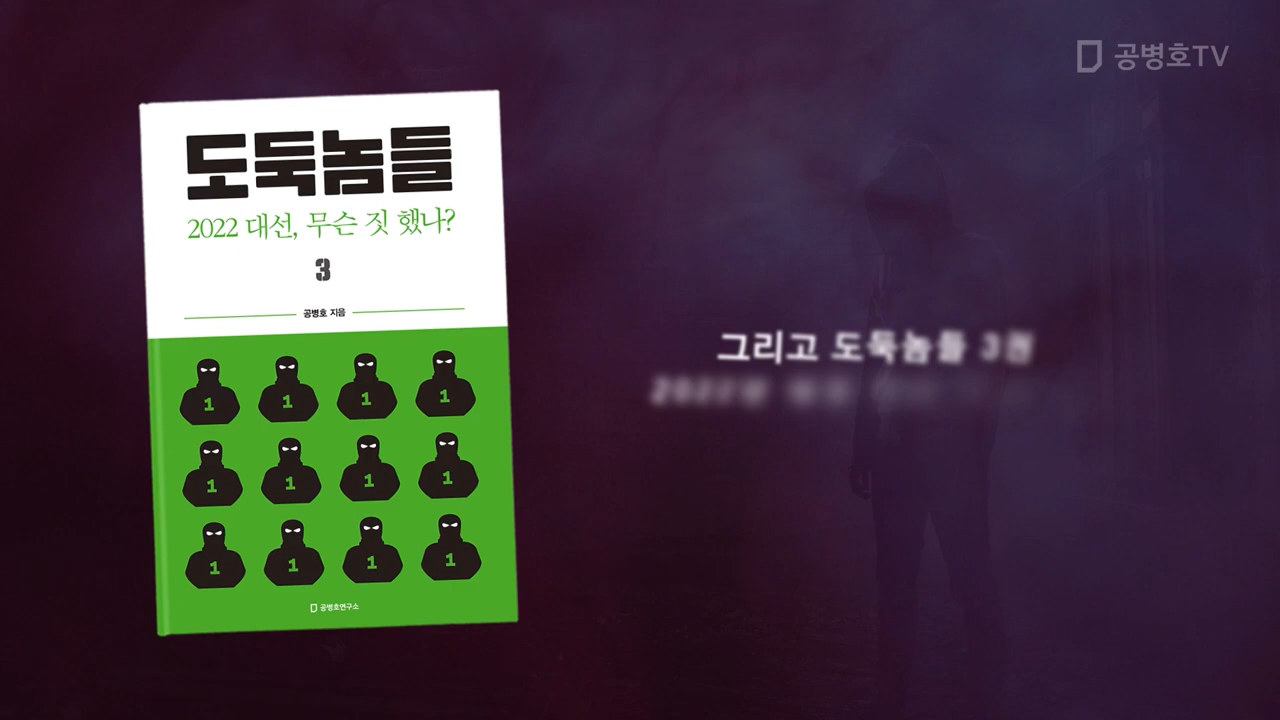 공병호TV
도둑놈들
2022 대선, 무슨 짓 했나?
3
공병호 지음
1 1 1 1
1 1 1 1
1 1 1 1
공병호연구소
그리고 도둑놈들 3권